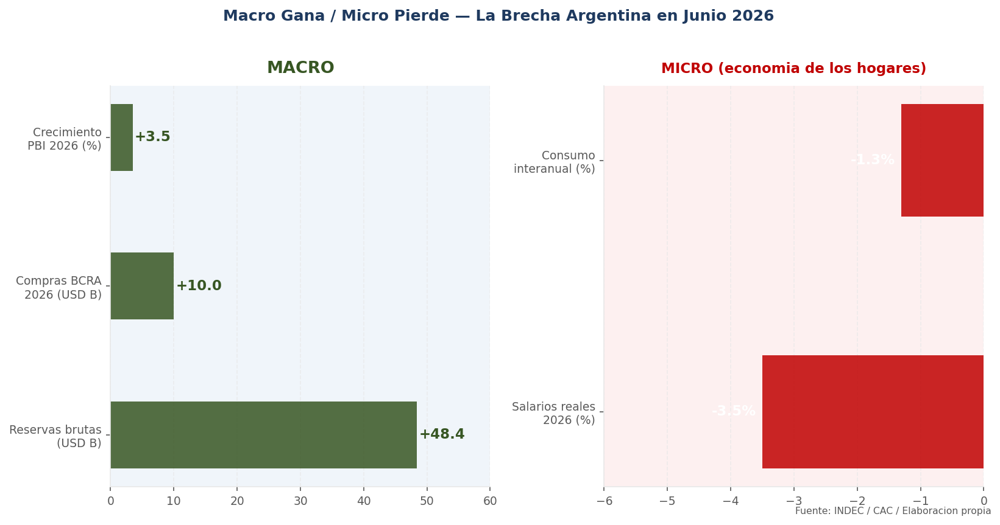 Macro Gana / Micro Pierde — La Brecha Argentina en Junio 2026
MACRO
Crecimiento
PBI 2026 (%)
+3.5
Compras BCRA
2026 (USD B)
+10.0
Reservas brutas
(USD B)
+48.4
0 10 20 30 40 50 60
MICRO (economia de los hogares)
Consumo
interanual (%)
-1.3%
Salarios reales
2026 (%)
-3.5%
−6 −5 −4 −3 −2 −1 0
Fuente: INDEC / CAC / Elaboracion propia